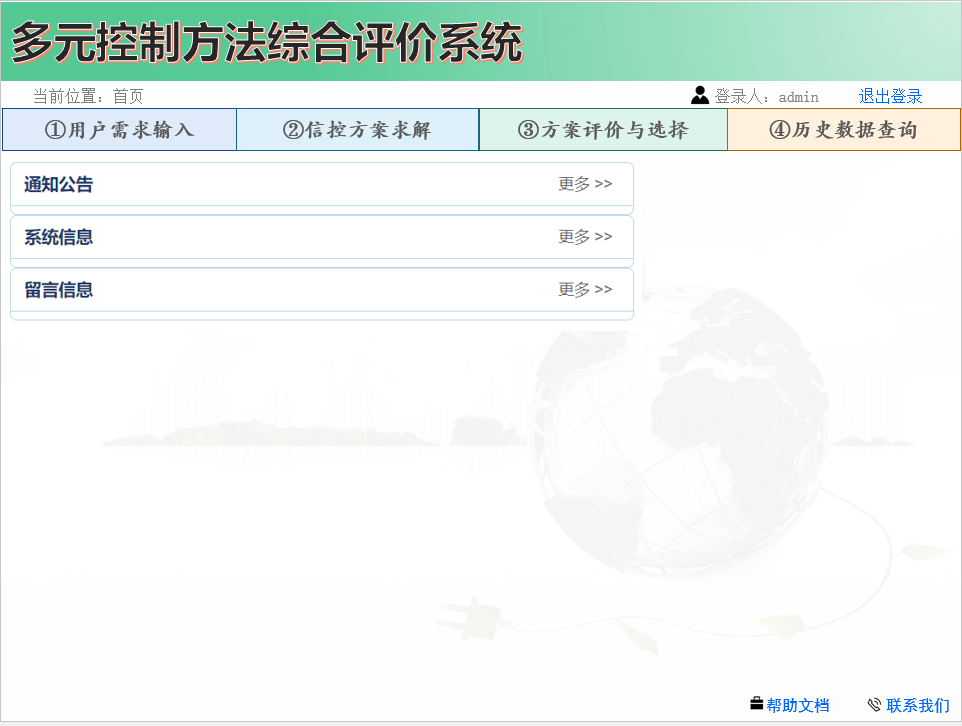 多元控制方法综合评价系统
当前位置：首页 登录人：admin 退出登录
①用户需求输入 ②信控方案求解 ③方案评价与选择 ④历史数据查询
通知公告 更多 >>
系统信息 更多 >>
留言信息 更多 >>
帮助文档 联系我们